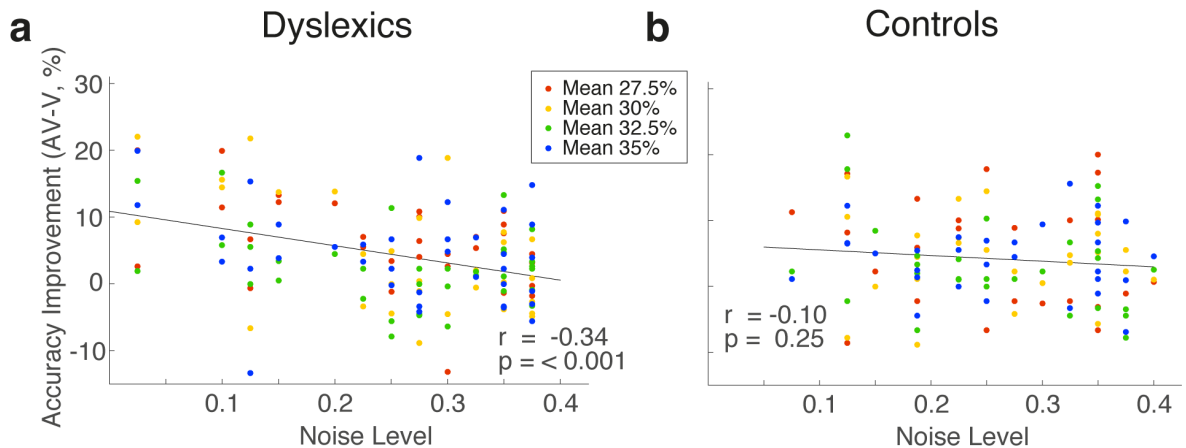 a
Dyslexics
b
Controls
Accuracy Improvement (AV-V, %)
30
20
10
0
-10
Mean 27.5%
Mean 30%
Mean 32.5%
Mean 35%
r = -0.34
p = < 0.001
0.1
0.2
0.3
0.4
Noise Level
r = -0.10
p = 0.25
0.1
0.2
0.3
0.4
Noise Level